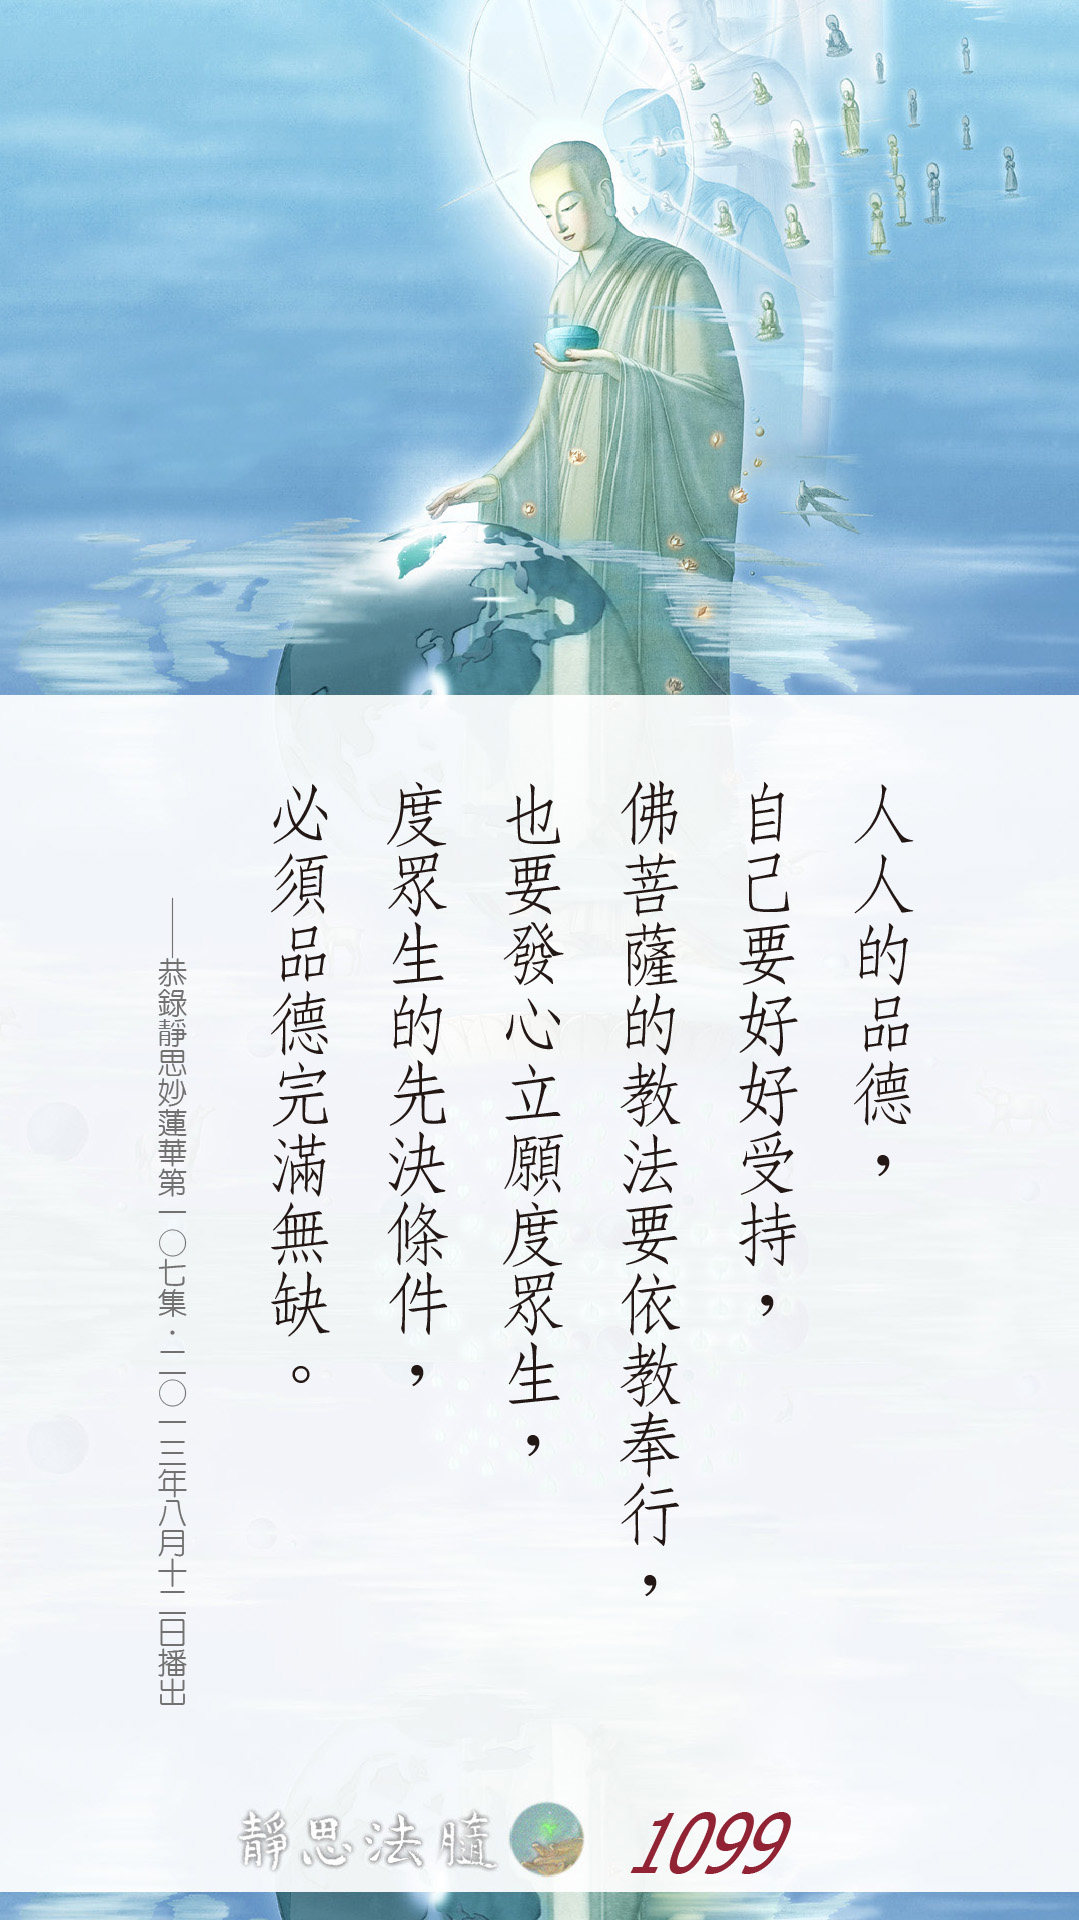 人人的品德，
自己要好好受持，
佛菩薩的教法要依教奉行，
也要發心立願度眾生，
度眾生的先決條件，
必須品德完滿無缺。
——恭錄靜思妙蓮華第一〇七集．二〇一三年八月十二日播出
靜思法髓
1099